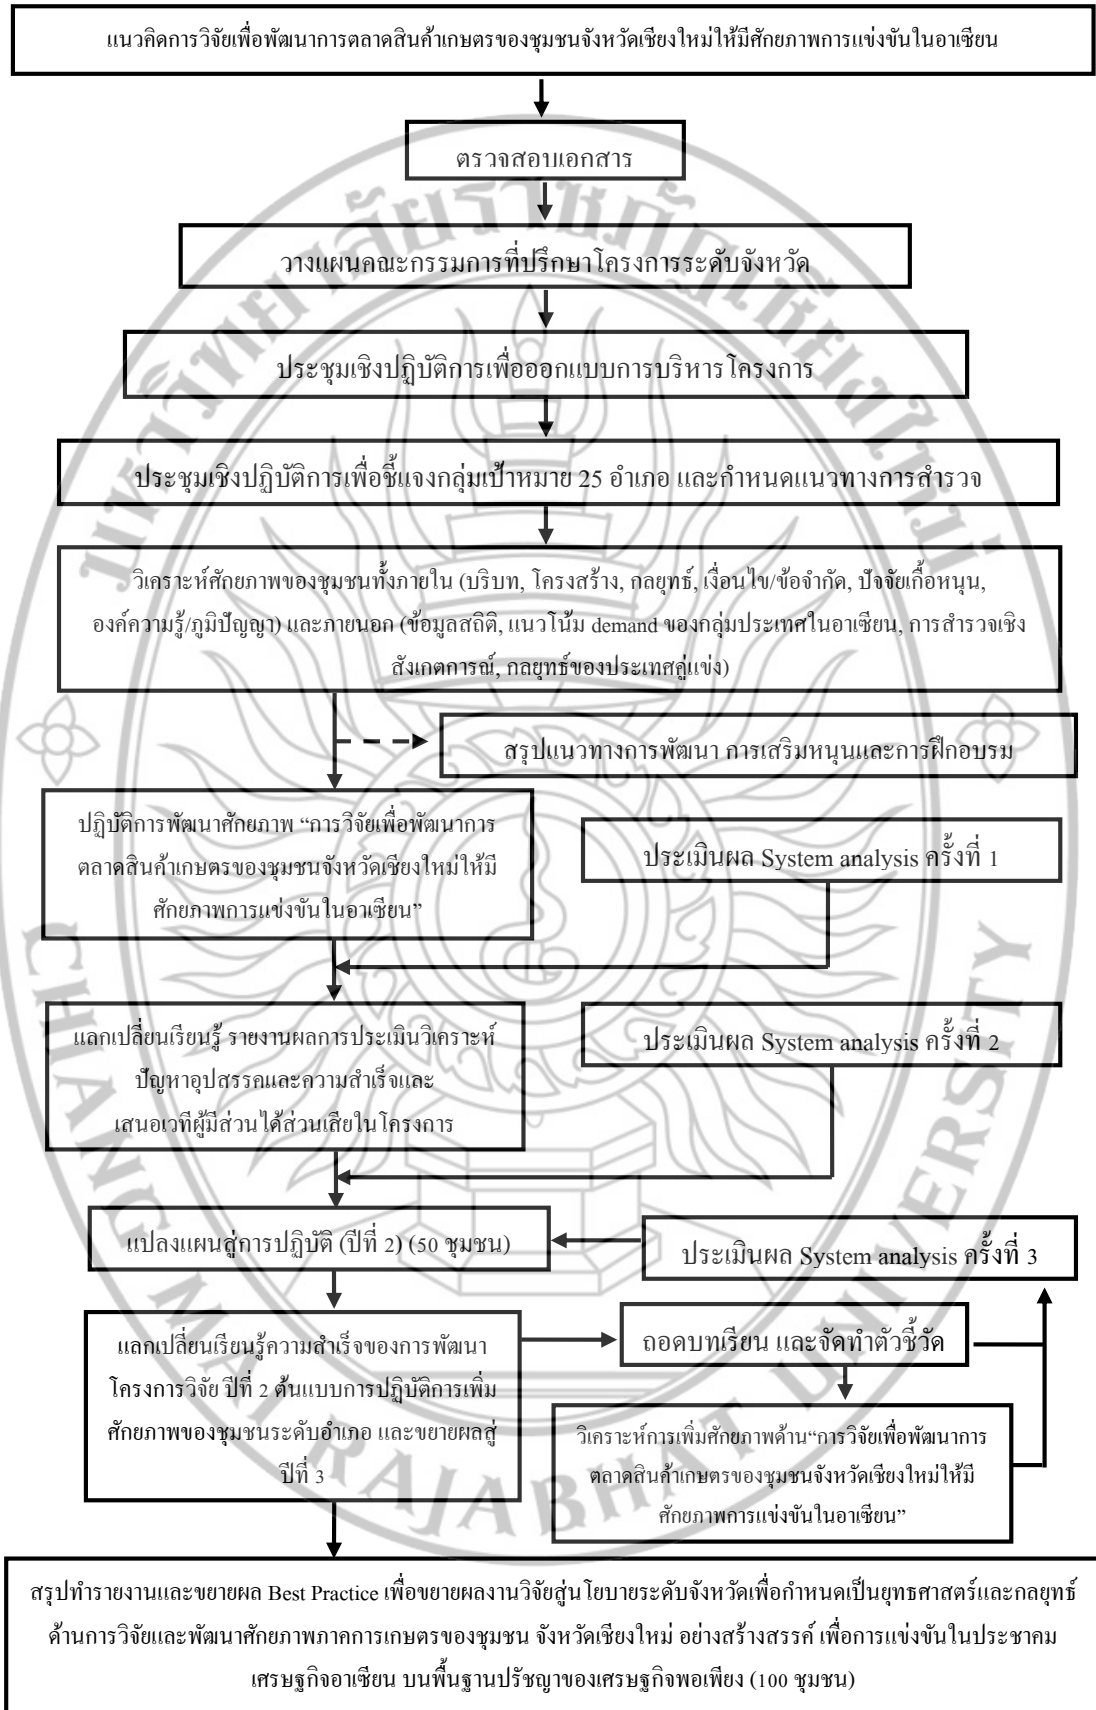 แนวคิดการวิจัยเพื่อพัฒนาการตลาดสินค้าเกษตรของชุมชนจังหวัดเชียงใหม่ให้มีศักยภาพการแข่งขันในอาเซียน
ตรวจสอบเอกสาร
วางแผนคณะกรรมการที่ปรึกษาโครงการระดับจังหวัด
ประชุมเชิงปฏิบัติการเพื่อออกแบบการบริหารโครงการ
ประชุมเชิงปฏิบัติการเพื่อชี้แจงกลุ่มเป้าหมาย 25 อำเภอ และกำหนดแนวทางการสำรวจ
วิเคราะห์ศักยภาพของชุมชนทั้งภายใน (บริบท, โครงสร้าง, กลยุทธ์, เงื่อนไข/ข้อจำกัด, ปัจจัยเกื้อหนุน,
องค์ความรู้/ภูมิปัญญา) และภายนอก (ข้อมูลสถิติ, แนวโน้ม demand ของกลุ่มประเทศในอาเซียน, การสำรวจเชิง
สังเกตการณ์, กลยุทธ์ของประเทศคู่แข่ง)
สรุปแนวทางการพัฒนา การเสริมหนุนและการฝึกอบรม
ปฏิบัติการพัฒนาศักยภาพ “การวิจัยเพื่อพัฒนาการ
ตลาดสินค้าเกษตรของชุมชนจังหวัดเชียงใหม่ให้มี
ศักยภาพการแข่งขันในอาเซียน”
ประเมินผล System analysis ครั้งที่ 1
แลกเปลี่ยนเรียนรู้ รายงานผลการประเมินวิเคราะห์
ปัญหาอุปสรรคและความสำเร็จและ
เสนอเวทีผู้มีส่วนได้ส่วนเสียในโครงการ
ประเมินผล System analysis ครั้งที่ 2
แปลงแผนสู่การปฏิบัติ (ปีที่ 2) (50 ชุมชน)
ประเมินผล System analysis ครั้งที่ 3
แลกเปลี่ยนเรียนรู้ความสำเร็จของการพัฒนา
โครงการวิจัย ปีที่ 2 ต้นแบบการปฏิบัติการเพิ่ม
ศักยภาพของชุมชนระดับอำเภอ และขยายผลสู่
ปีที่ 3
ถอดบทเรียน และจัดทำตัวชี้วัด
วิเคราะห์การเพิ่มศักยภาพด้าน“การวิจัยเพื่อพัฒนาการ
ตลาดสินค้าเกษตรของชุมชนจังหวัดเชียงใหม่ให้มี
ศักยภาพการแข่งขันในอาเซียน”
สรุปทำรายงานและขยายผล Best Practice เพื่อขยายผลงานวิจัยสู่นโยบายระดับจังหวัดเพื่อกำหนดเป็นยุทธศาสตร์และกลยุทธ์
ด้านการวิจัยและพัฒนาศักยภาพภาคการเกษตรของชุมชน จังหวัดเชียงใหม่ อย่างสร้างสรรค์ เพื่อการแข่งขันในประชาคม
เศรษฐกิจอาเซียน บนพื้นฐานปรัชญาของเศรษฐกิจพอเพียง (100 ชุมชน)
มหาวิทยาลัยราชภัฏเชียงใหม่
CHIANG MAI RAJABHAT UNIVERSITY